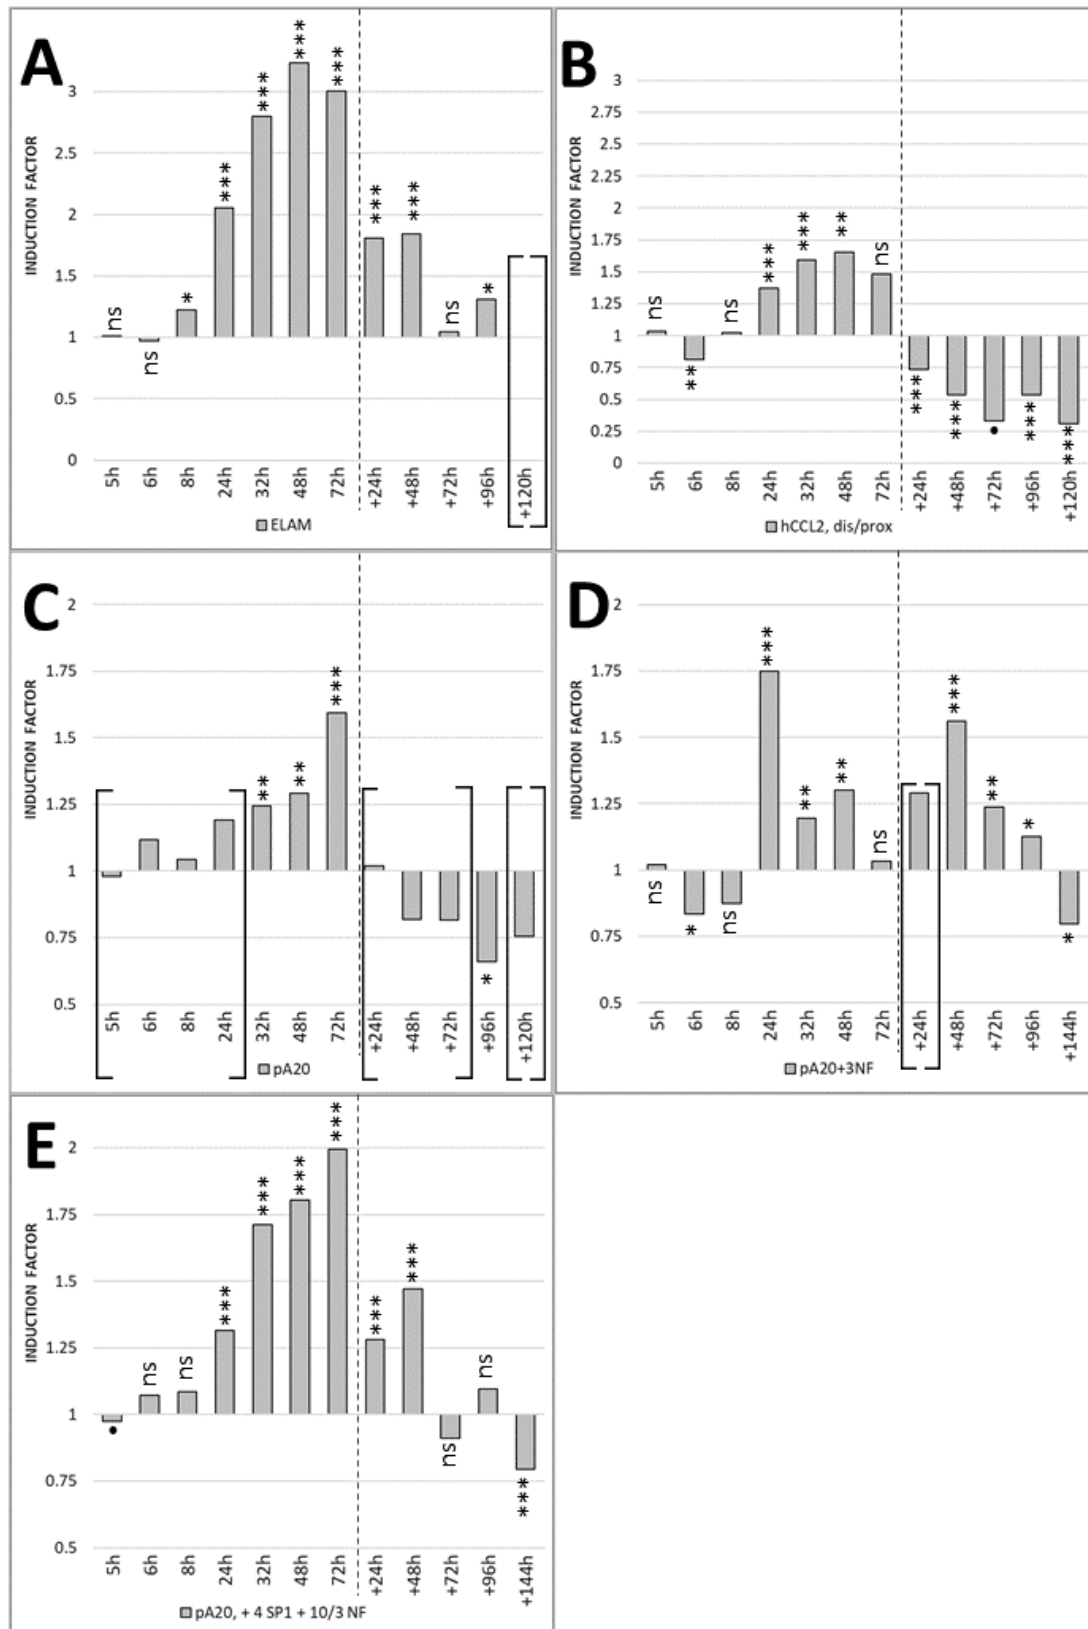 A
INDUCTION FACTOR
3
2.5
2
1.5
1
0.5
0
ns
ns
*
***
***
***
***
***
***
ns
*
5h
6h
8h
24h
32h
48h
72h
+24h
+48h
+72h
+96h
+120h
ELAM
B
INDUCTION FACTOR
3
2.75
2.5
2.25
2
1.75
1.5
1.25
1
0.75
0.5
0.25
0
ns
**
ns
***
***
**
ns
***
***
•
***
***
5h
6h
8h
24h
32h
48h
72h
+24h
+48h
+72h
+96h
+120h
hCCL2, dis/prox
C
INDUCTION FACTOR
2
1.75
1.5
1.25
1
0.75
0.5
**
**
***
*
5h
6h
8h
24h
32h
48h
72h
+24h
+48h
+72h
+96h
+120h
pA20
D
INDUCTION FACTOR
2
1.75
1.5
1.25
1
0.75
0.5
ns
*
ns
***
**
**
ns
***
**
*
*
5h
6h
8h
24h
32h
48h
72h
+24h
+48h
+72h
+96h
+144h
pA20+3NF
E
INDUCTION FACTOR
2
1.75
1.5
1.25
1
0.75
0.5
•
ns
ns
***
***
***
***
***
***
ns
ns
***
5h
6h
8h
24h
32h
48h
72h
+24h
+48h
+72h
+96h
+144h
pA20, + 4 SP1 + 10/3 NF